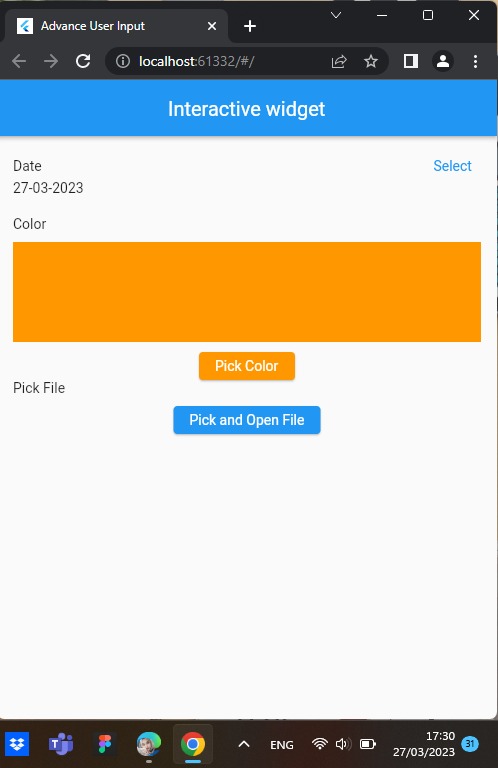 Advance User Input
localhost:61332/#/
Interactive widget
Date
Select
27-03-2023
Color
Pick Color
Pick File
Pick and Open File
ENG
17:30
27/03/2023
31